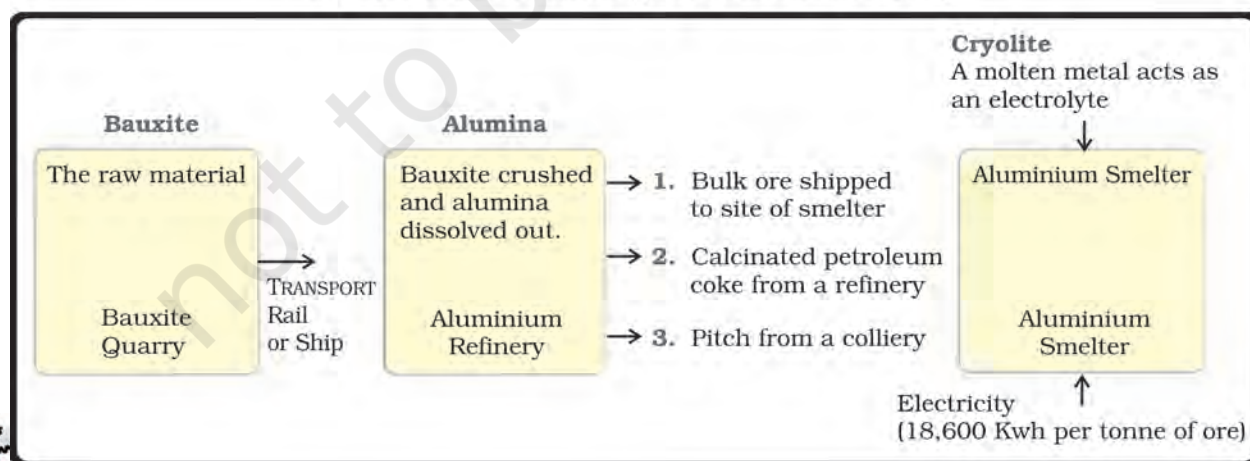 Cryolite
A molten metal acts as
an electrolyte
Bauxite
The raw material
Bauxite
Quarry
TRANSPORT
Rail
or Ship
Alumina
Bauxite crushed
and alumina
dissolved out.
Aluminium
Refinery
1. Bulk ore shipped
to site of smelter
2. Calcinated petroleum
coke from a refinery
3. Pitch from a colliery
Aluminium Smelter
Aluminium
Smelter
Electricity
(18,600 Kwh per tonne of ore)
not to b